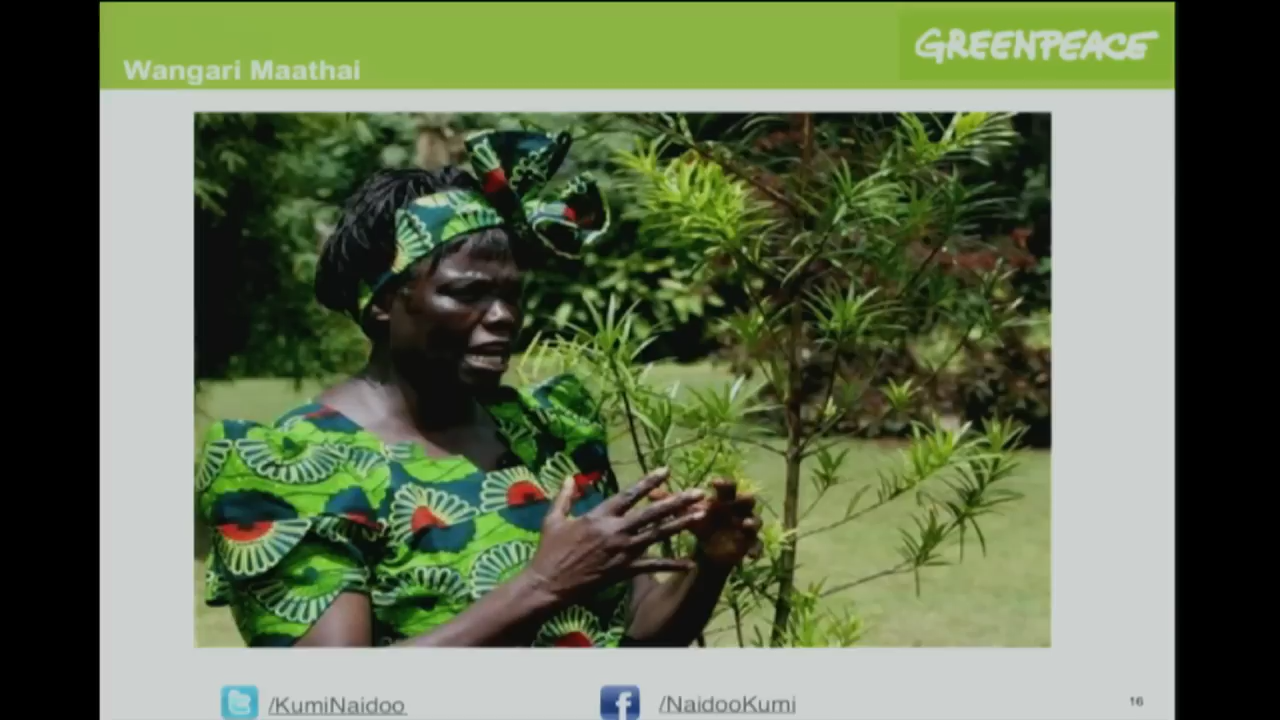 GREENPEACE
Wangari Maathai
/KumiNaidoo
/NaidooKumi
16